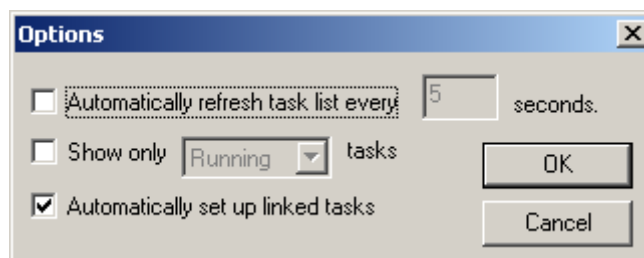 Options
Automatically refresh task list every 5 seconds.
Show only Running tasks
OK
Automatically set up linked tasks
Cancel